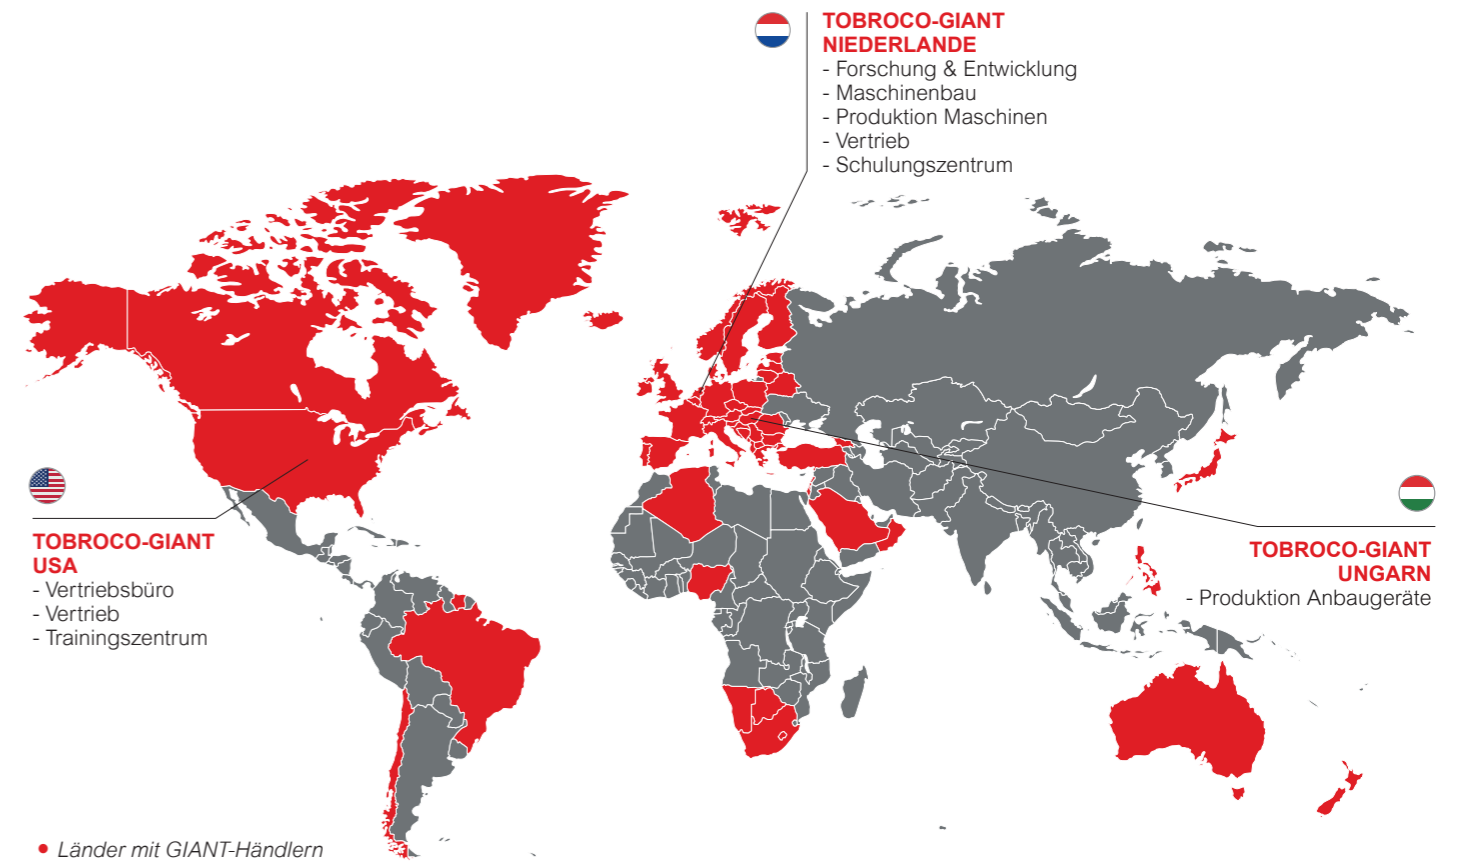 TOBROCO-GIANT
NIEDERLANDE
- Forschung & Entwicklung
- Maschinenbau
- Produktion Maschinen
- Vertrieb
- Schulungszentrum
TOBROCO-GIANT
USA
- Vertriebsbüro
- Vertrieb
- Trainingszentrum
TOBROCO-GIANT
UNGARN
- Produktion Anbaugeräte
• Länder mit GIANT-Händlern